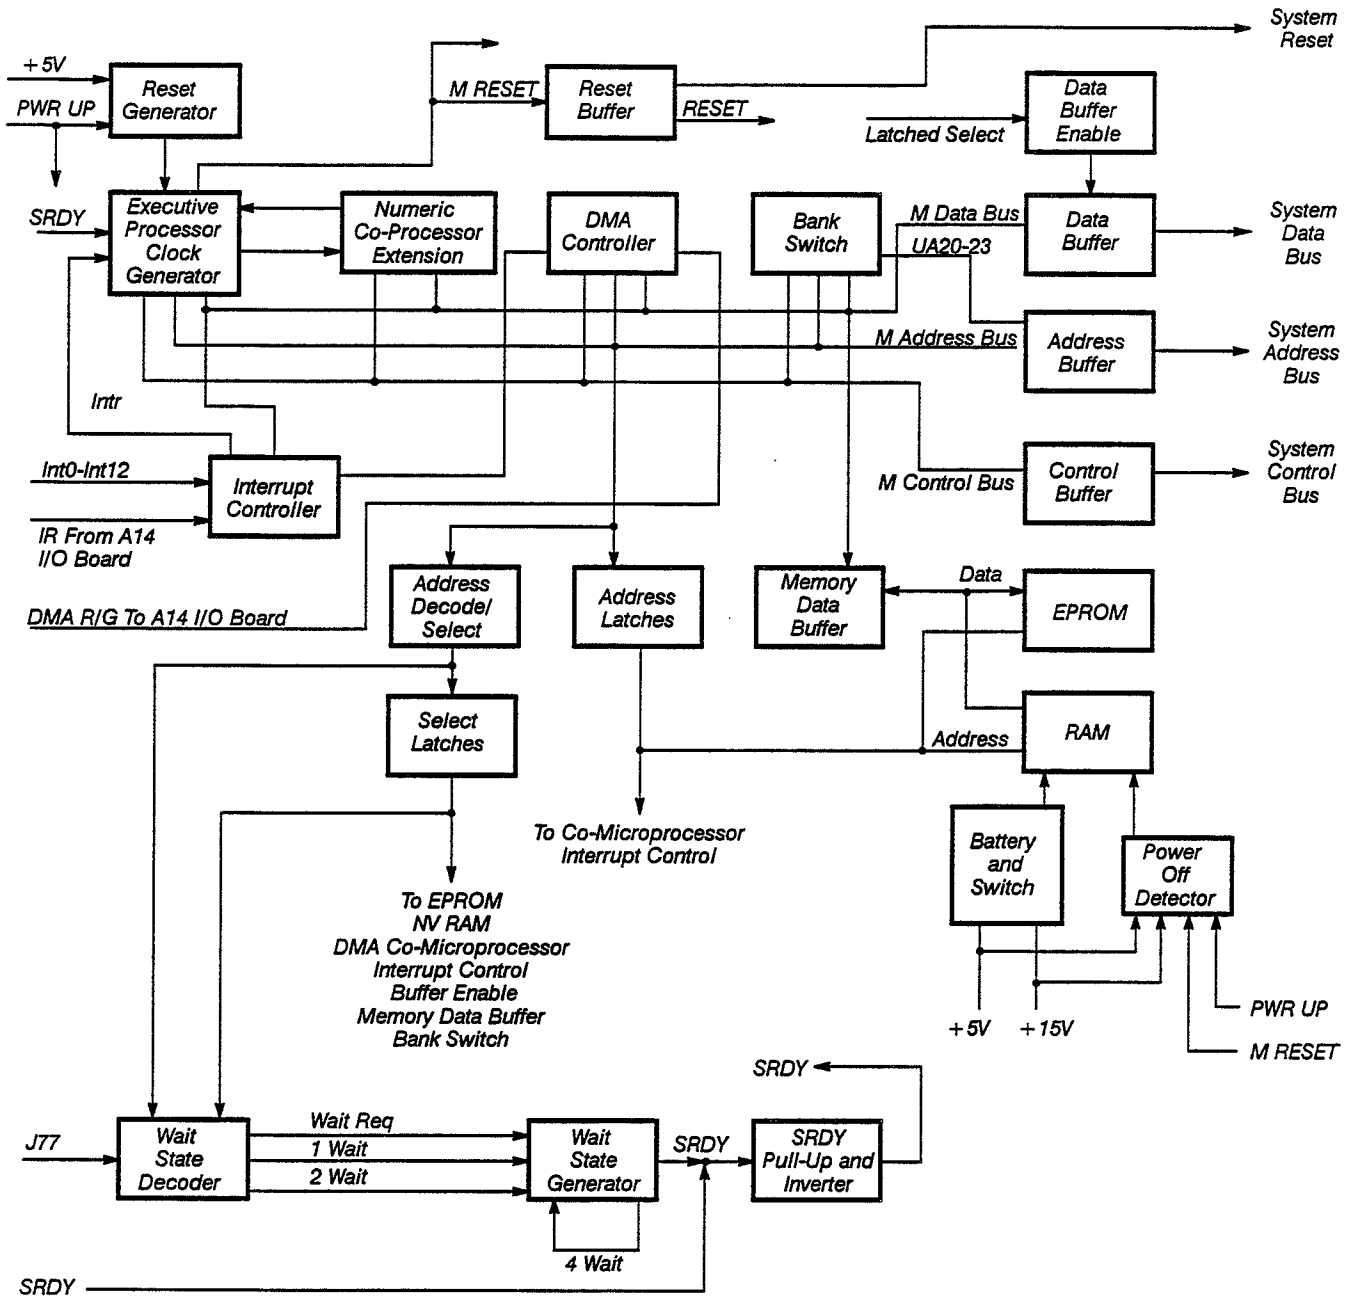 System
Reset
+5V
Reset
Generator
PWR UP
M RESET
Reset
Buffer
RESET
Data
Buffer
Enable
Latched Select
SRDY
Executive
Processor
Clock
Generator
Numeric
Co-Processor
Extension
DMA
Controller
Bank
Switch
M Data Bus
UA20-23
Data
Buffer
System
Data
Bus
M Address Bus
Address
Buffer
System
Address
Bus
Intr
Int0-Int12
Interrupt
Controller
IR From A14
I/O Board
M Control Bus
Control
Buffer
System
Control
Bus
DMA R/G To A14 I/O Board
Address
Decode/
Select
Address
Latches
Memory
Data
Buffer
Data
EPROM
Select
Latches
Address
RAM
To Co-Microprocessor
Interrupt Control
Battery
and
Switch
Power
Off
Detector
To EPROM
NV RAM
DMA Co-Microprocessor
Interrupt Control
Buffer Enable
Memory Data Buffer
Bank Switch
+5V
+15V
PWR UP
M RESET
SRDY
J77
Wait
State
Decoder
Wait Req
1 Wait
2 Wait
Wait
State
Generator
SRDY
SRDY
Pull-Up and
Inverter
4 Wait
SRDY